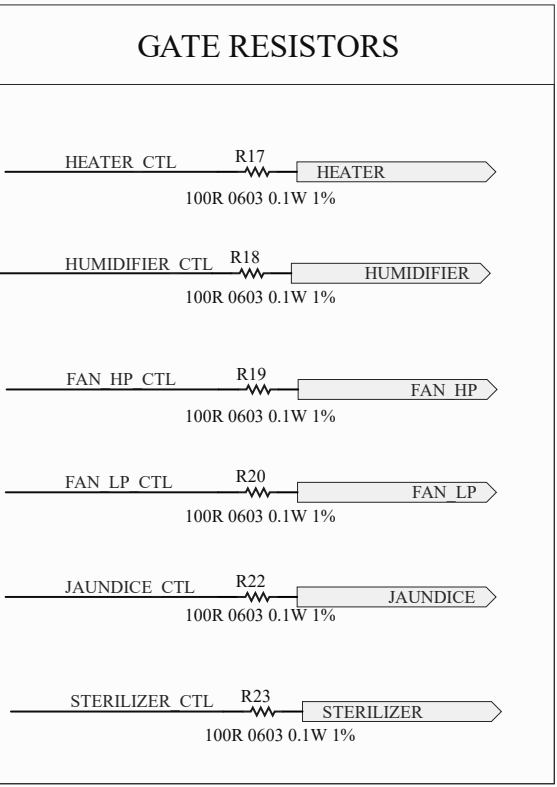 GATE RESISTORS
HEATER_CTL
R17
HEATER
100R 0603 0.1W 1%
HUMIDIFIER_CTL
R18
HUMIDIFIER
100R 0603 0.1W 1%
FAN_HP_CTL
R19
FAN_HP
100R 0603 0.1W 1%
FAN_LP_CTL
R20
FAN_LP
100R 0603 0.1W 1%
JAUNDICE_CTL
R22
JAUNDICE
100R 0603 0.1W 1%
STERILIZER_CTL
R23
STERILIZER
100R 0603 0.1W 1%